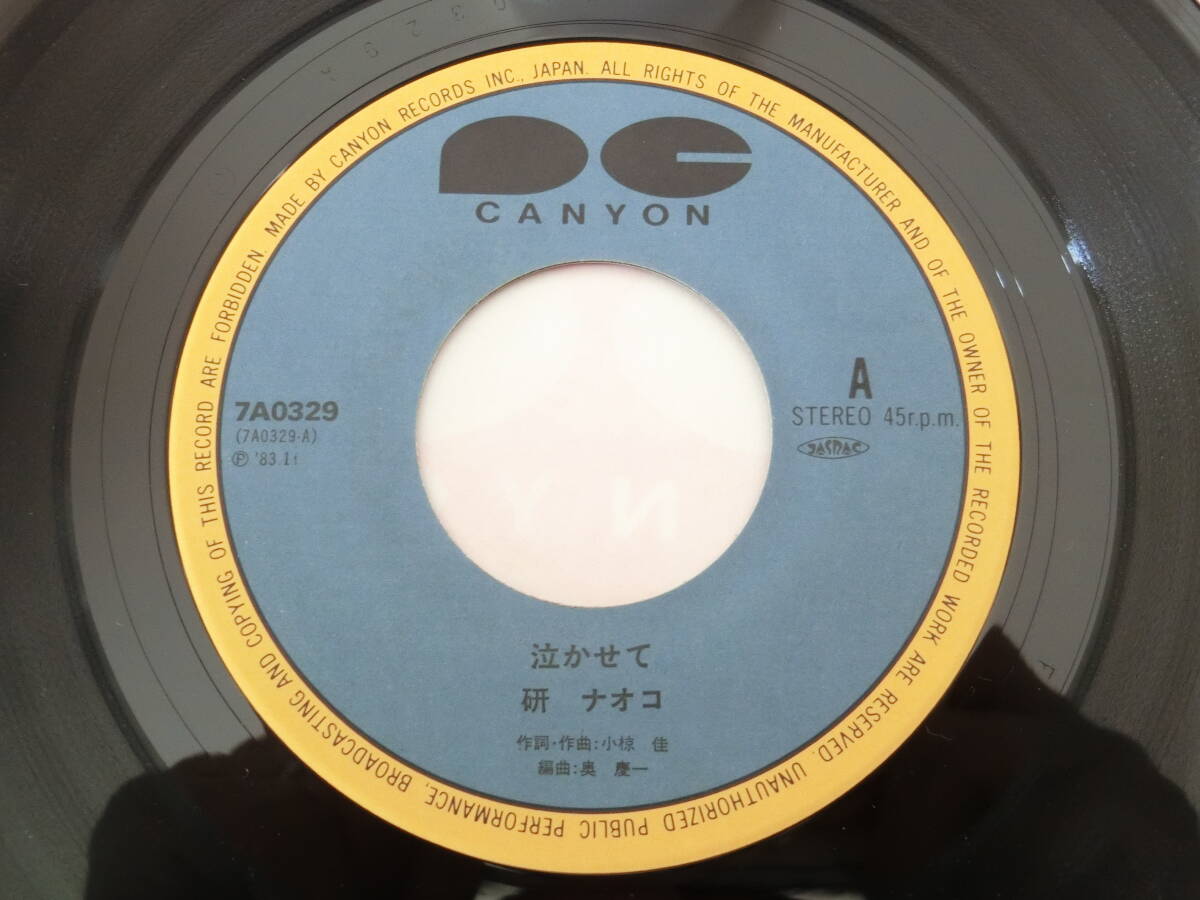 MADE BY CANYON RECORDS INC., JAPAN. ALL RIGHTS OF THE MANUFACTURER AND OF THE OWNER OF THE RECORDED WORK ARE RESERVED. UNAUTHORIZED PUBLIC PERFORMANCE, BROADCASTING AND COPYING OF THIS RECORD ARE FORBIDDEN.
CANYON
7A0329
(7A0329-A)
Ⓟ '83.11
A
STEREO 45r.p.m.
JASRAC
N Y
泣かせて
研 ナオコ
作詞・作曲:小椋 佳
編曲:奥 慶一